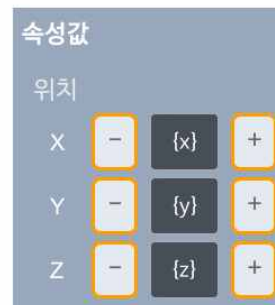 속성값
위치
X - {x} +
Y - {y} +
Z - {z} +